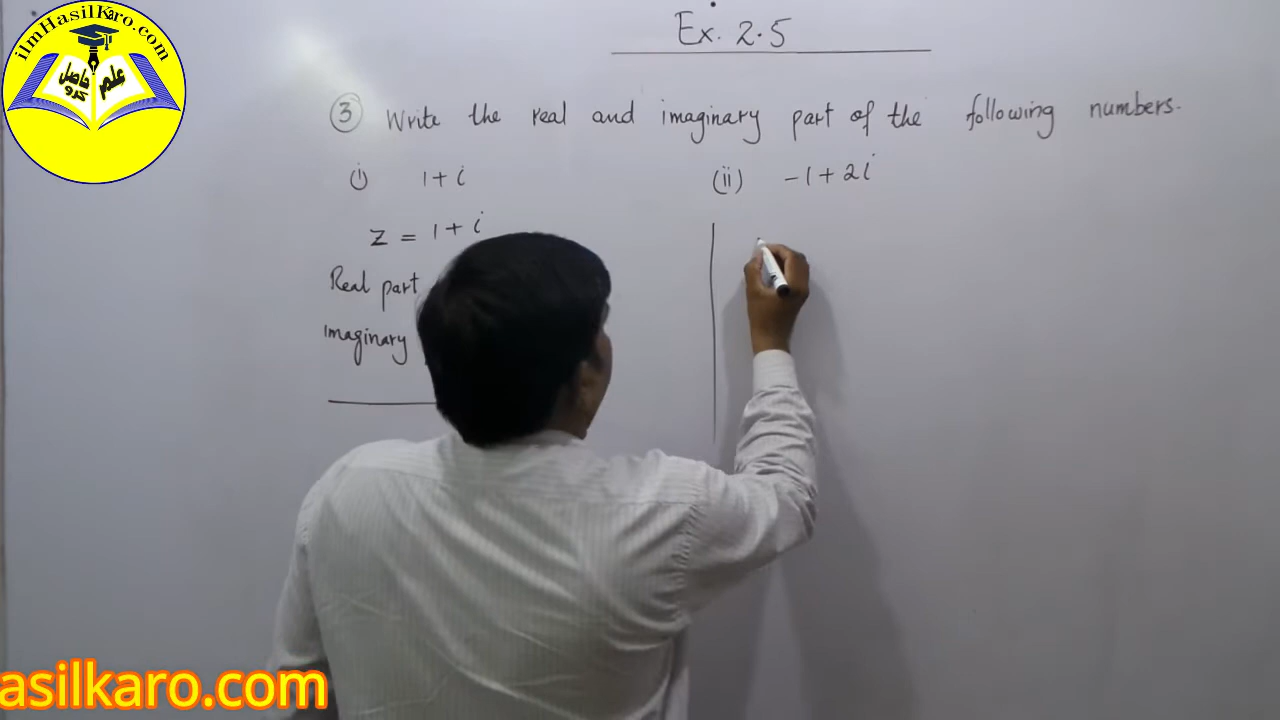 ilmHasilKaro.com
علم حاصل کرو
Ex. 2.5
③ Write the real and imaginary part of the following numbers.
(i) 1 + i
(ii) -1 + 2i
z = 1 + i
Real part
Imaginary
asilkaro.com